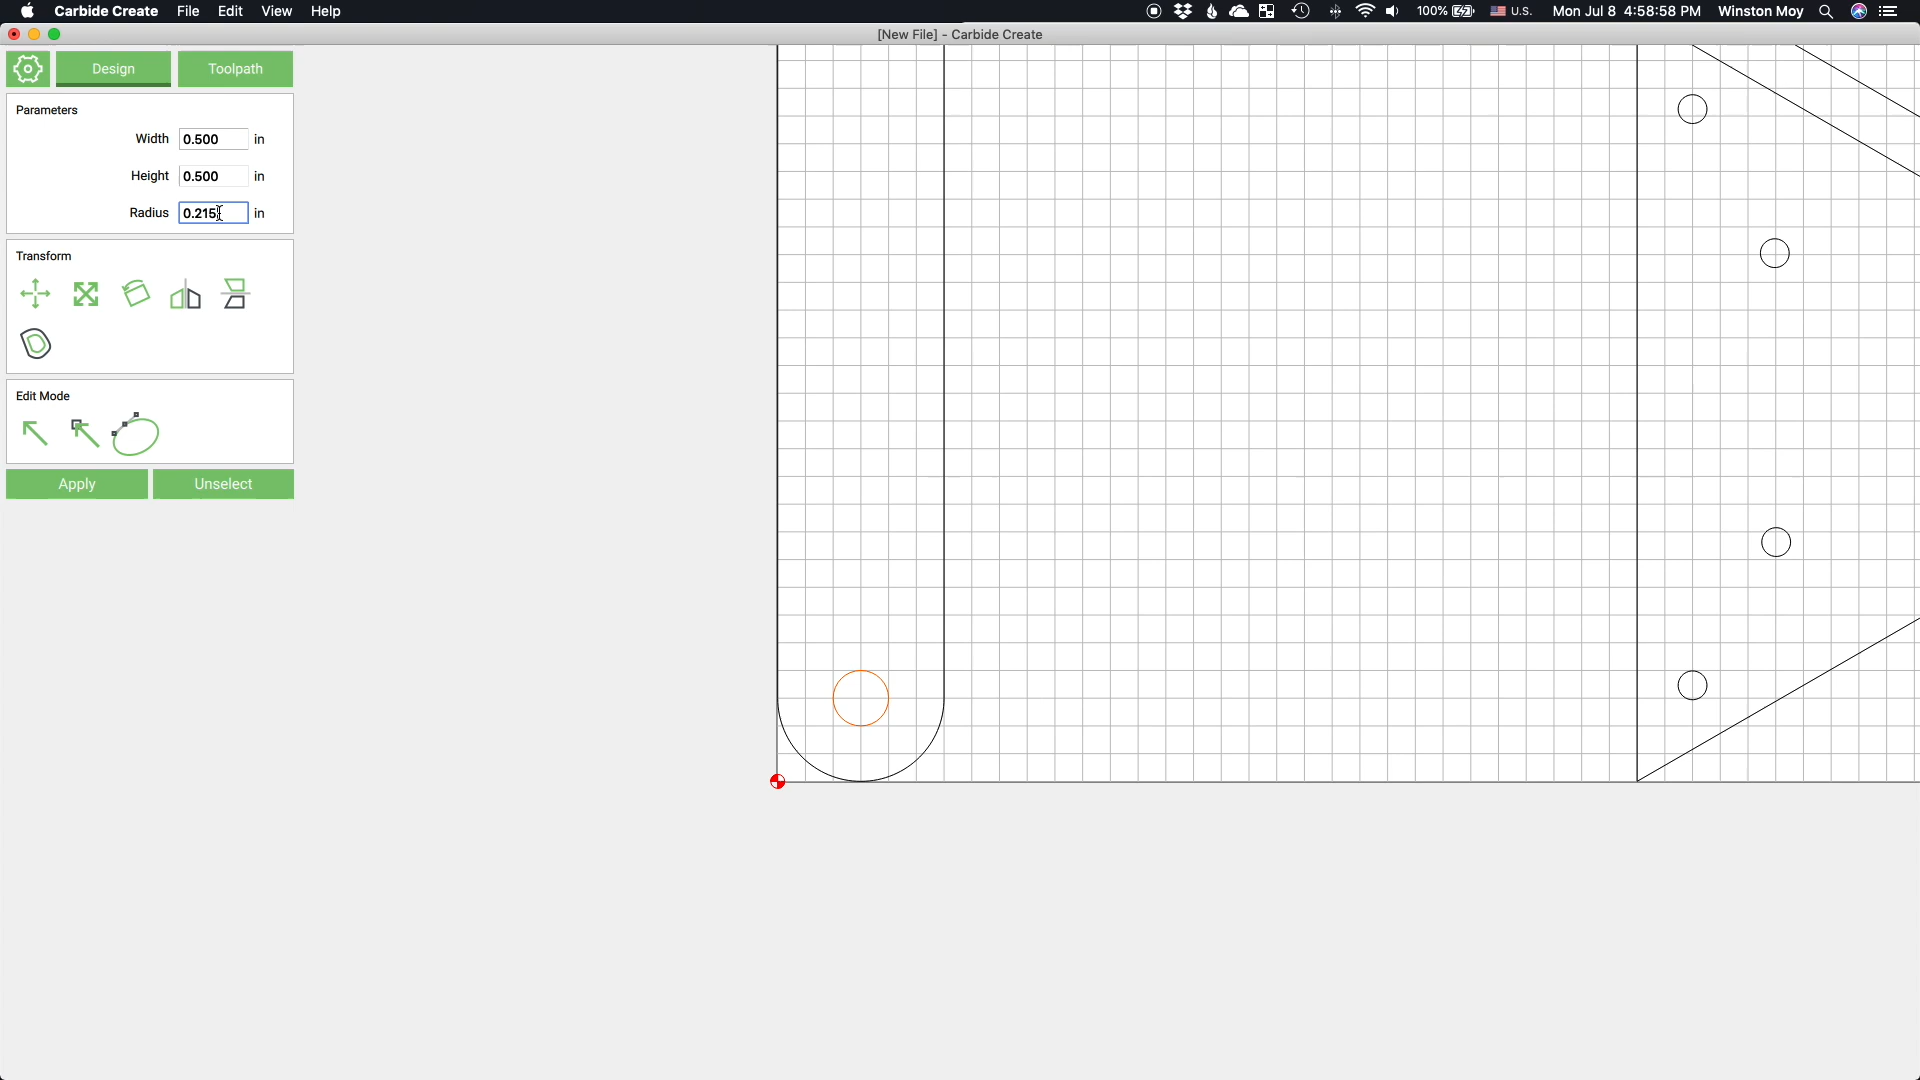 Carbide Create File Edit View Help 100% U.S. Mon Jul 8 4:58:58 PM Winston Moy
[New File] - Carbide Create
Design Toolpath
Parameters
Width 0.500 in
Height 0.500 in
Radius 0.215 in
Transform
Edit Mode
Apply Unselect